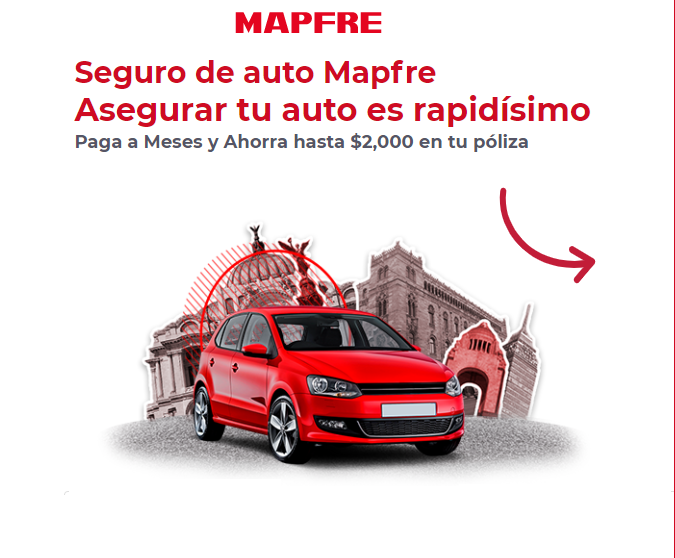 MAPFRE
Seguro de auto Mapfre
Asegurar tu auto es rapidísimo
Paga a Meses y Ahorra hasta $2,000 en tu póliza